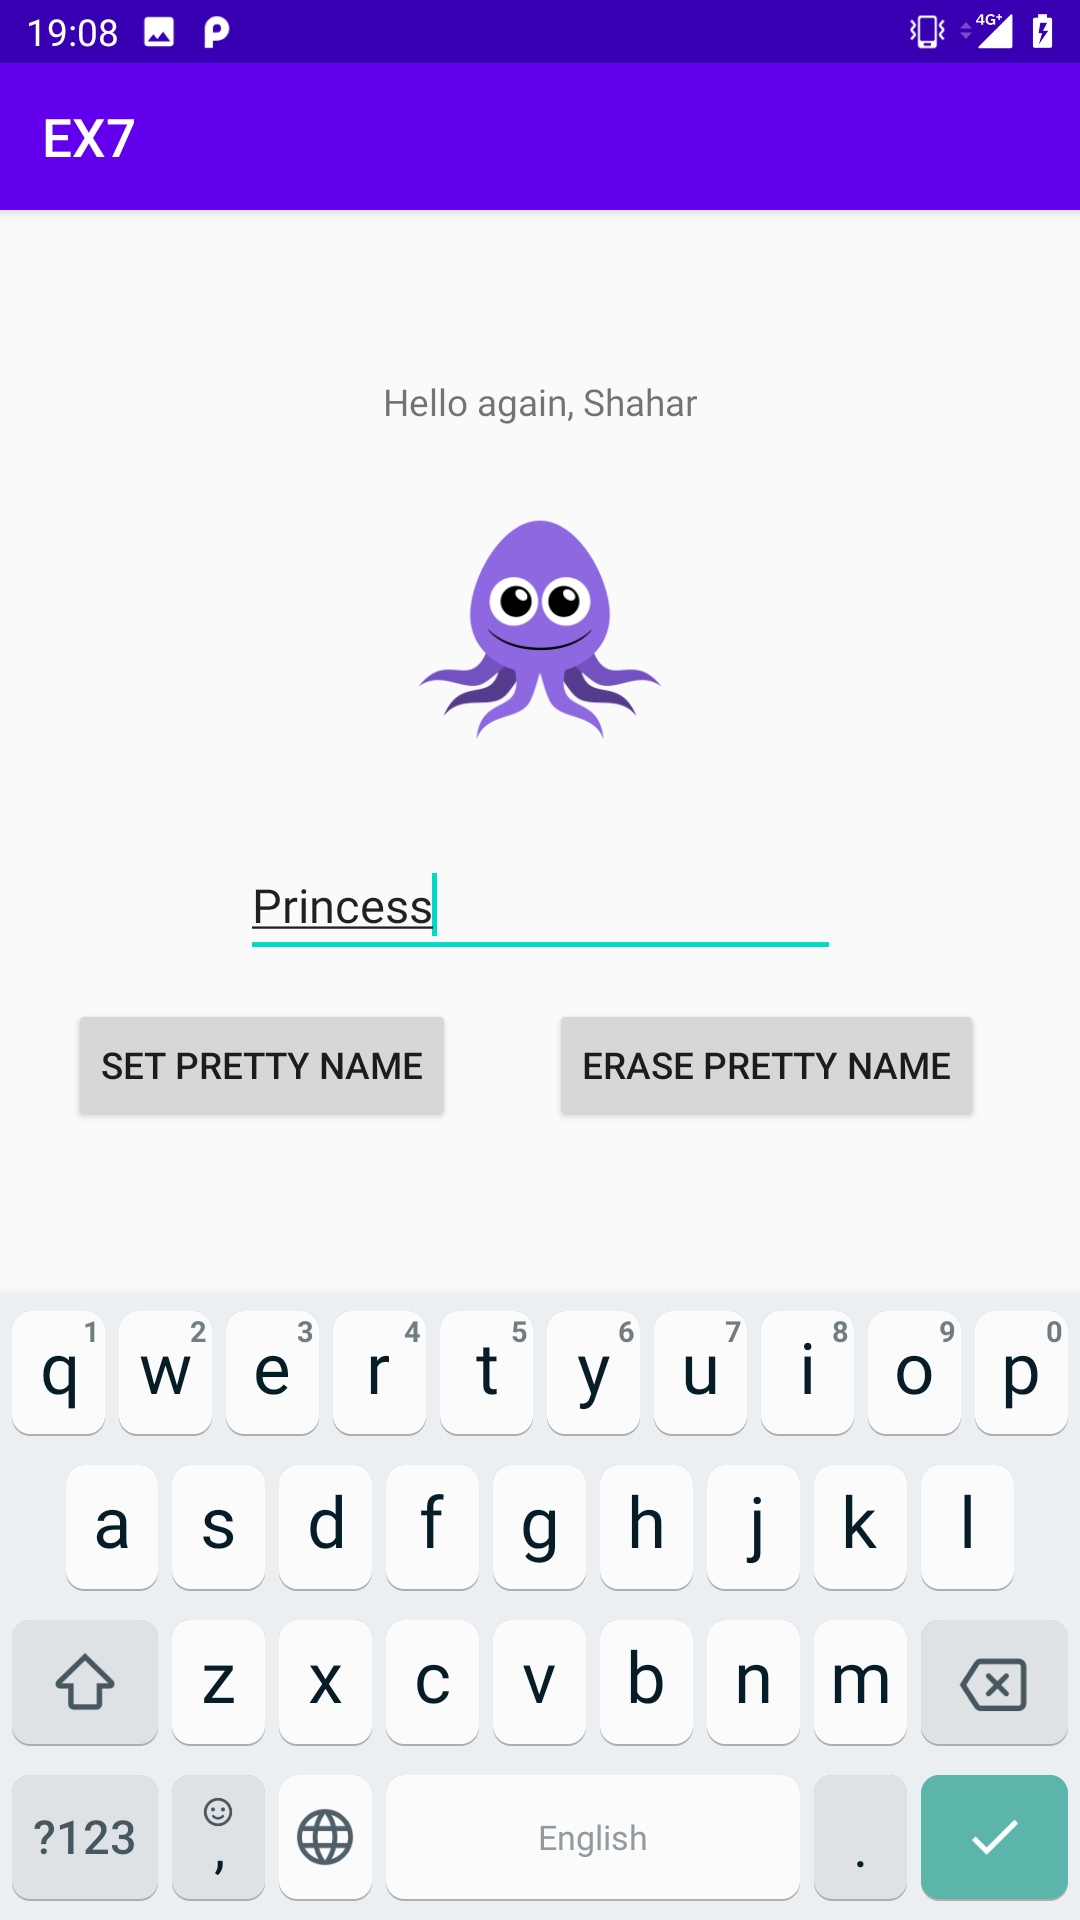 19:08
4G+
EX7
Hello again, Shahar
Princess
SET PRETTY NAME ERASE PRETTY NAME
1 2 3 4 5 6 7 8 9 0
q w e r t y u i o p
a s d f g h j k l
z x c v b n m
?123 , English .